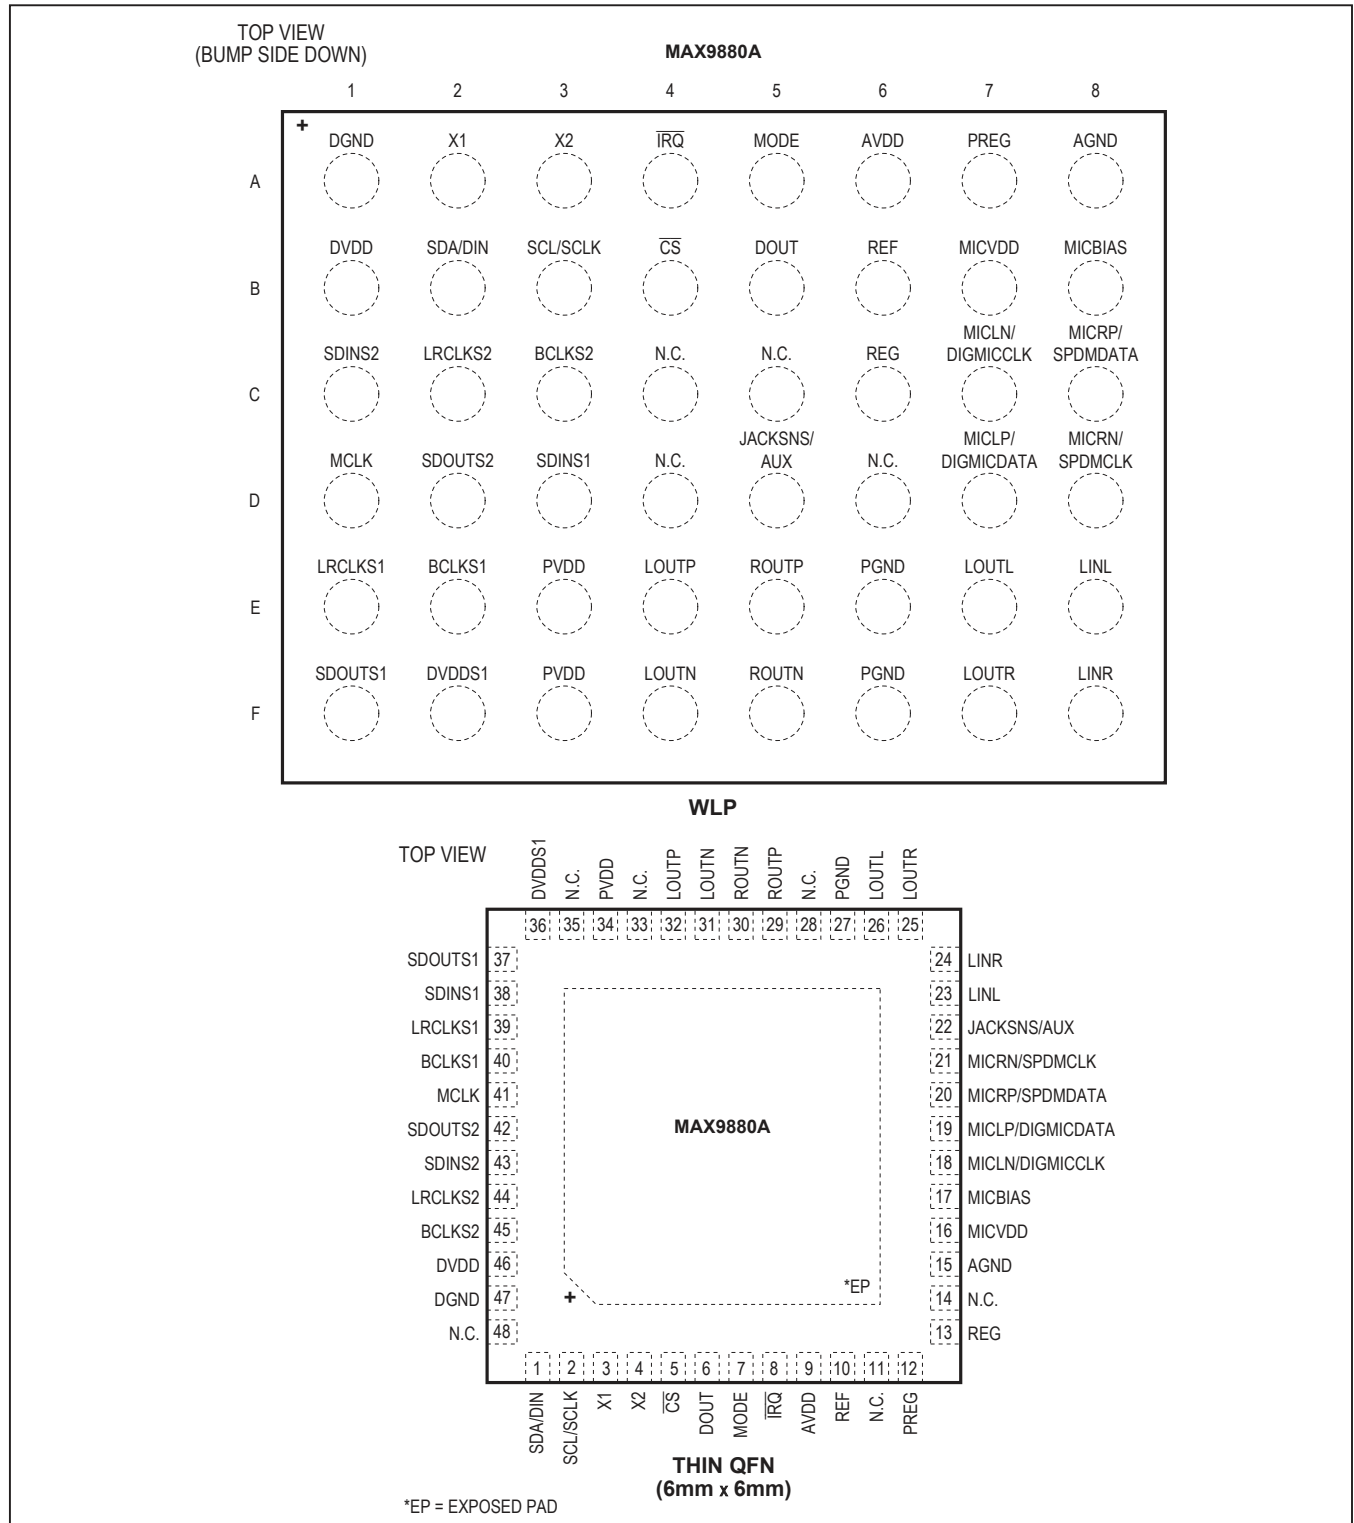 TOP VIEW
(BUMP SIDE DOWN)
MAX9880A
1 2 3 4 5 6 7 8
+
DGND X1 X2 I̅R̅Q̅ MODE AVDD PREG AGND
A
DVDD SDA/DIN SCL/SCLK C̅S̅ DOUT REF MICVDD MICBIAS
B
MICLN/ MICRP/
SDINS2 LRCLKS2 BCLKS2 N.C. N.C. REG DIGMICCLK SPDMDATA
C
JACKSNS/ MICLP/ MICRN/
MCLK SDOUTS2 SDINS1 N.C. AUX N.C. DIGMICDATA SPDMCLK
D
LRCLKS1 BCLKS1 PVDD LOUTP ROUTP PGND LOUTL LINL
E
SDOUTS1 DVDDS1 PVDD LOUTN ROUTN PGND LOUTR LINR
F
WLP
TOP VIEW
DVDDS1 N.C. PVDD N.C. LOUTP LOUTN ROUTN ROUTP N.C. PGND LOUTL LOUTR
36 35 34 33 32 31 30 29 28 27 26 25
SDOUTS1 37 24 LINR
SDINS1 38 23 LINL
LRCLKS1 39 22 JACKSNS/AUX
BCLKS1 40 21 MICRN/SPDMCLK
MCLK 41 20 MICRP/SPDMDATA
SDOUTS2 42 MAX9880A 19 MICLP/DIGMICDATA
SDINS2 43 18 MICLN/DIGMICCLK
LRCLKS2 44 17 MICBIAS
BCLKS2 45 16 MICVDD
DVDD 46 15 AGND
*EP
DGND 47 + 14 N.C.
N.C. 48 13 REG
1 2 3 4 5 6 7 8 9 10 11 12
SDA/DIN SCL/SCLK X1 X2 C̅S̅ DOUT MODE I̅R̅Q̅ AVDD REF N.C. PREG
THIN QFN
(6mm x 6mm)
*EP = EXPOSED PAD